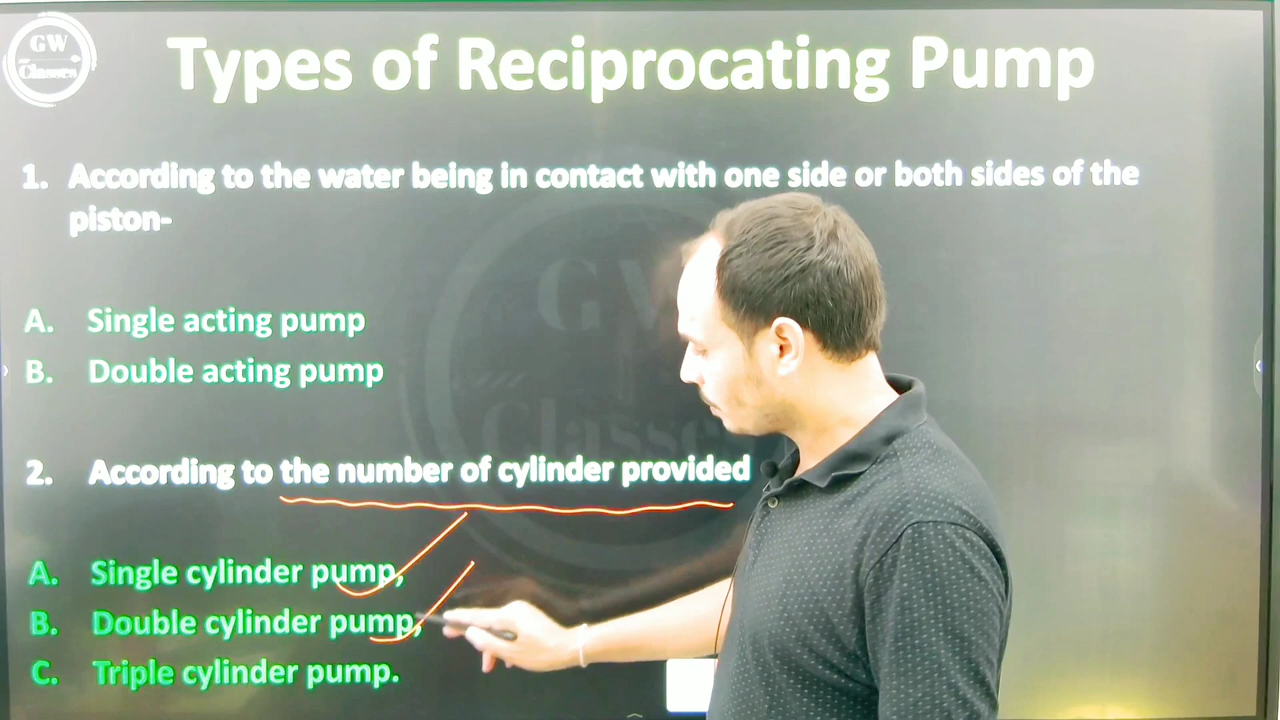 GW
Classes
Types of Reciprocating Pump
1. According to the water being in contact with one side or both sides of the
piston-
A. Single acting pump
B. Double acting pump
2. According to the number of cylinder provided
A. Single cylinder pump,
B. Double cylinder pump,
C. Triple cylinder pump.